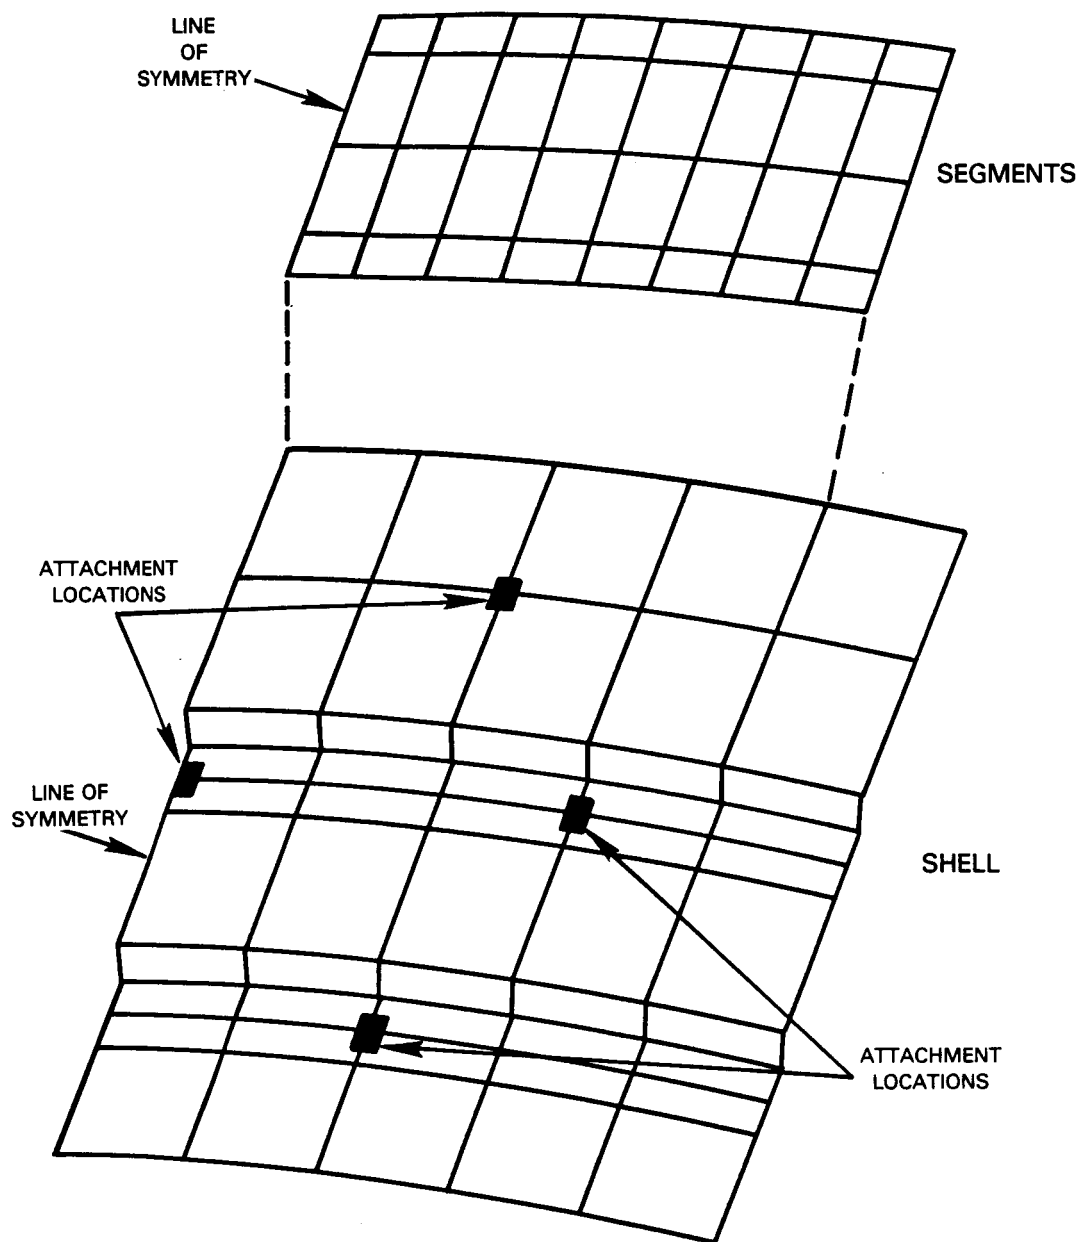 LINE
OF
SYMMETRY
SEGMENTS
ATTACHMENT
LOCATIONS
LINE OF
SYMMETRY
SHELL
ATTACHMENT
LOCATIONS